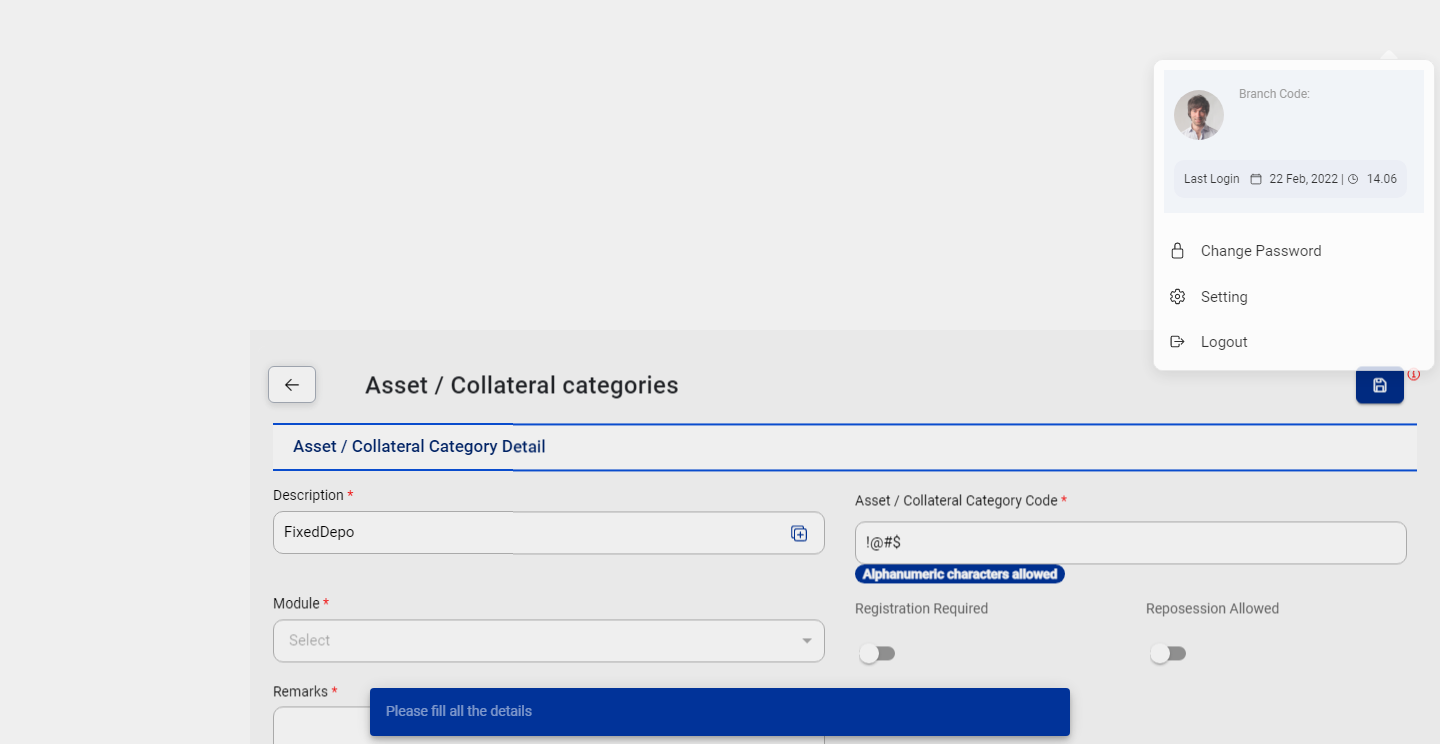 Branch Code:
Last Login 22 Feb, 2022 | 14.06
Change Password
Setting
Logout
Asset / Collateral categories
Asset / Collateral Category Detail
Description *
FixedDepo
Asset / Collateral Category Code *
!@#$
Alphanumeric characters allowed
Module *
Select
Registration Required
Reposession Allowed
Remarks *
Please fill all the details